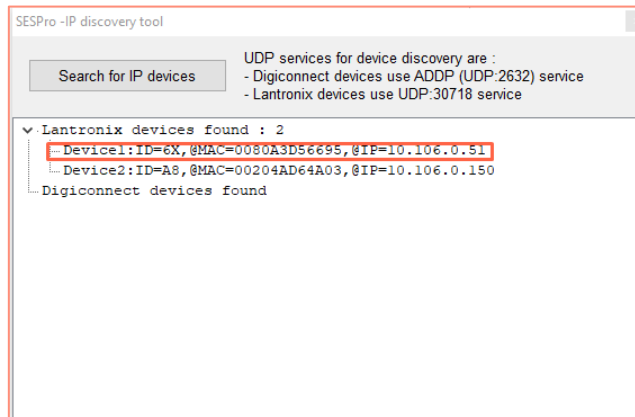 SESPro -IP discovery tool
Search for IP devices
UDP services for device discovery are :
- Digiconnect devices use ADDP (UDP:2632) service
- Lantronix devices use UDP:30718 service
Lantronix devices found : 2
Device1:ID=6X,@MAC=0080A3D56695,@IP=10.106.0.51
Device2:ID=A8,@MAC=00204AD64A03,@IP=10.106.0.150
Digiconnect devices found